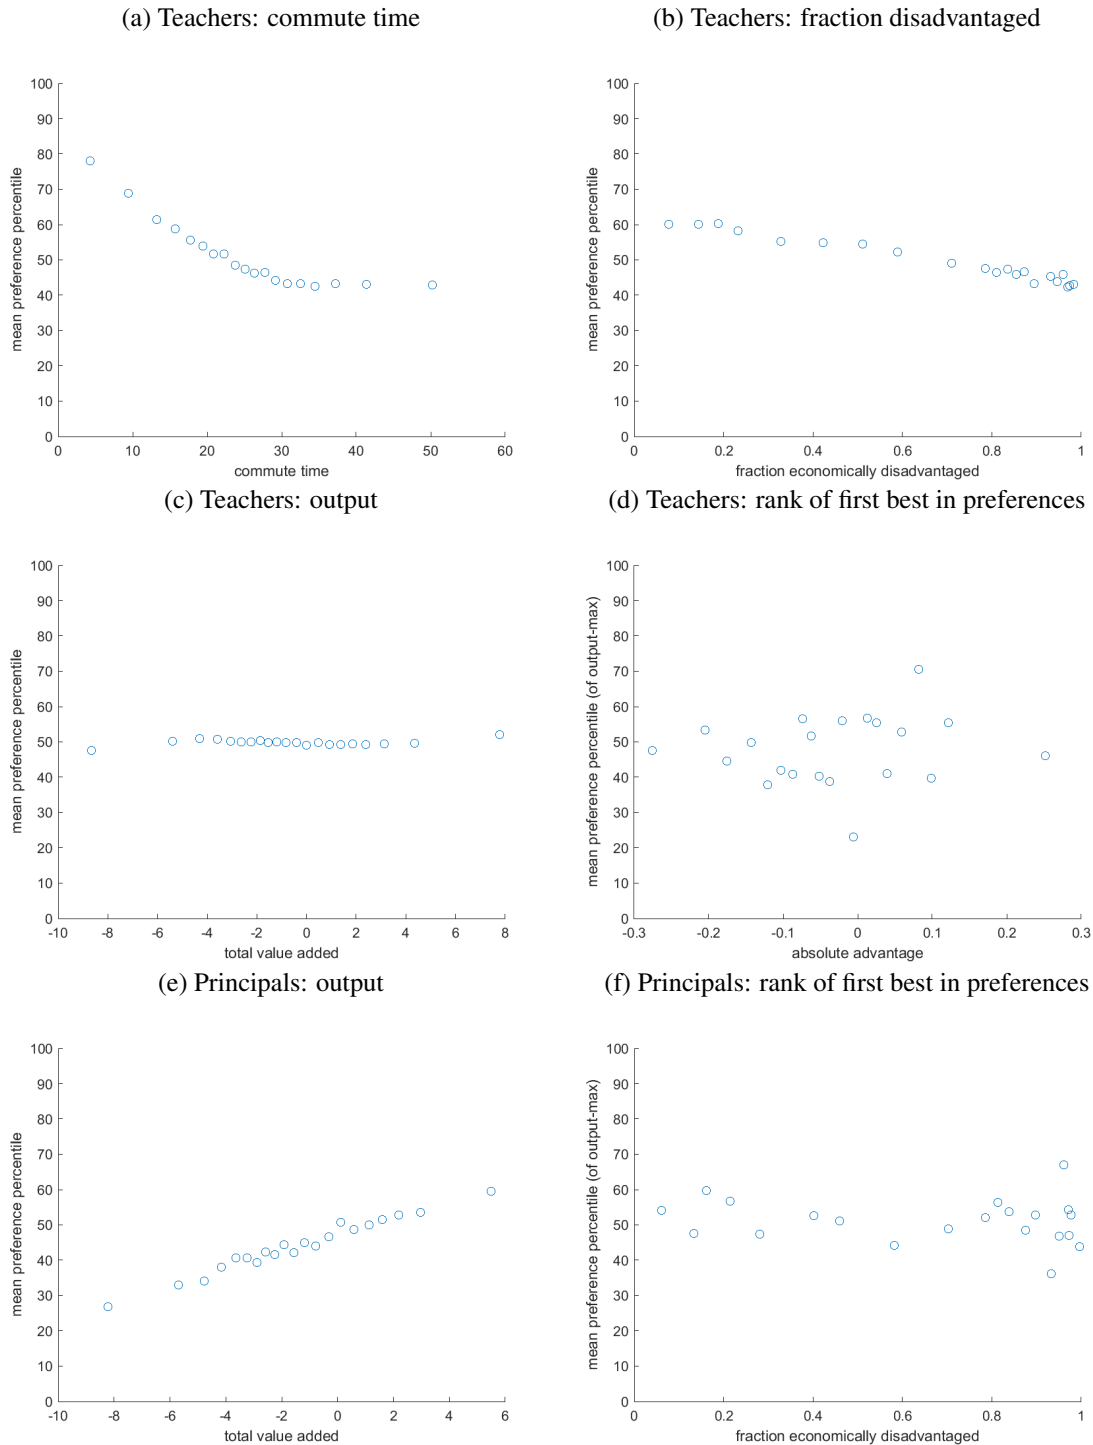 (a) Teachers: commute time
(b) Teachers: fraction disadvantaged
100
90
80
70
60
50
40
30
20
10
0
mean preference percentile
0 10 20 30 40 50 60
commute time
100
90
80
70
60
50
40
30
20
10
0
mean preference percentile
0 0.2 0.4 0.6 0.8 1
fraction economically disadvantaged
(c) Teachers: output
(d) Teachers: rank of first best in preferences
100
90
80
70
60
50
40
30
20
10
0
mean preference percentile
-10 -8 -6 -4 -2 0 2 4 6 8
total value added
100
90
80
70
60
50
40
30
20
10
0
mean preference percentile (of output-max)
-0.3 -0.2 -0.1 0 0.1 0.2 0.3
absolute advantage
(e) Principals: output
(f) Principals: rank of first best in preferences
100
90
80
70
60
50
40
30
20
10
0
mean preference percentile
-10 -8 -6 -4 -2 0 2 4 6
total value added
100
90
80
70
60
50
40
30
20
10
0
mean preference percentile (of output-max)
0 0.2 0.4 0.6 0.8 1
fraction economically disadvantaged